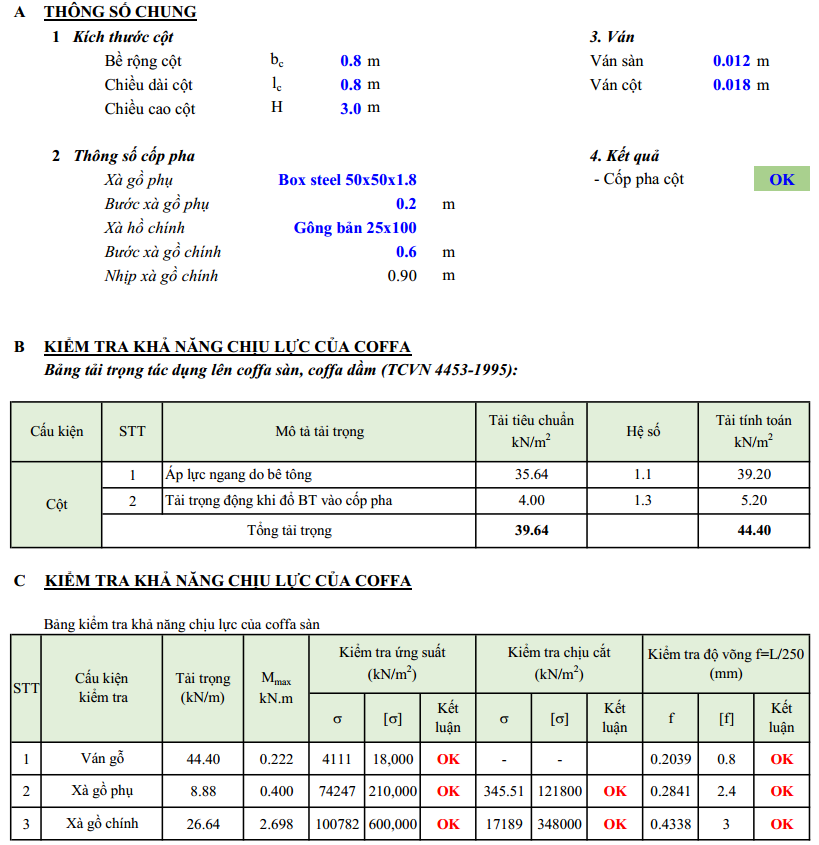 A THÔNG SỐ CHUNG
1 Kích thước cột 3. Ván
Bề rộng cột bc 0.8 m Ván sàn 0.012 m
Chiều dài cột lc 0.8 m Ván cột 0.018 m
Chiều cao cột H 3.0 m
2 Thông số cốp pha 4. Kết quả
Xà gồ phụ Box steel 50x50x1.8 - Cốp pha cột OK
Bước xà gồ phụ 0.2 m
Xà hồ chính Gông bản 25x100
Bước xà gồ chính 0.6 m
Nhịp xà gồ chính 0.90 m
B KIỂM TRA KHẢ NĂNG CHỊU LỰC CỦA COFFA
Bảng tải trọng tác dụng lên coffa sàn, coffa dầm (TCVN 4453-1995):
Cấu kiện STT Mô tả tải trọng Tải tiêu chuẩn kN/m2 Hệ số Tải tính toán kN/m2
Cột 1 Áp lực ngang do bê tông 35.64 1.1 39.20
2 Tải trọng động khi đổ BT vào cốp pha 4.00 1.3 5.20
Tổng tải trọng 39.64 44.40
C KIỂM TRA KHẢ NĂNG CHỊU LỰC CỦA COFFA
Bảng kiểm tra khả năng chịu lực của coffa sàn
STT Cấu kiện kiểm tra Tải trọng (kN/m) Mmax kN.m Kiểm tra ứng suất (kN/m2) Kiểm tra chịu cắt (kN/m2) Kiểm tra độ võng f=L/250 (mm)
σ [σ] Kết luận σ [σ] Kết luận f [f] Kết luận
1 Ván gỗ 44.40 0.222 4111 18,000 OK - - 0.2039 0.8 OK
2 Xà gồ phụ 8.88 0.400 74247 210,000 OK 345.51 121800 OK 0.2841 2.4 OK
3 Xà gồ chính 26.64 2.698 100782 600,000 OK 17189 348000 OK 0.4338 3 OK